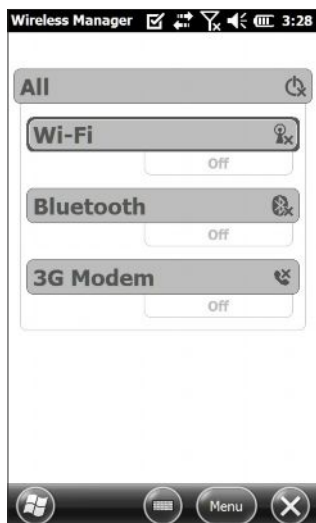 Wireless Manager 3:28
All
Wi-Fi
Off
Bluetooth
Off
3G Modem
Off
Menu